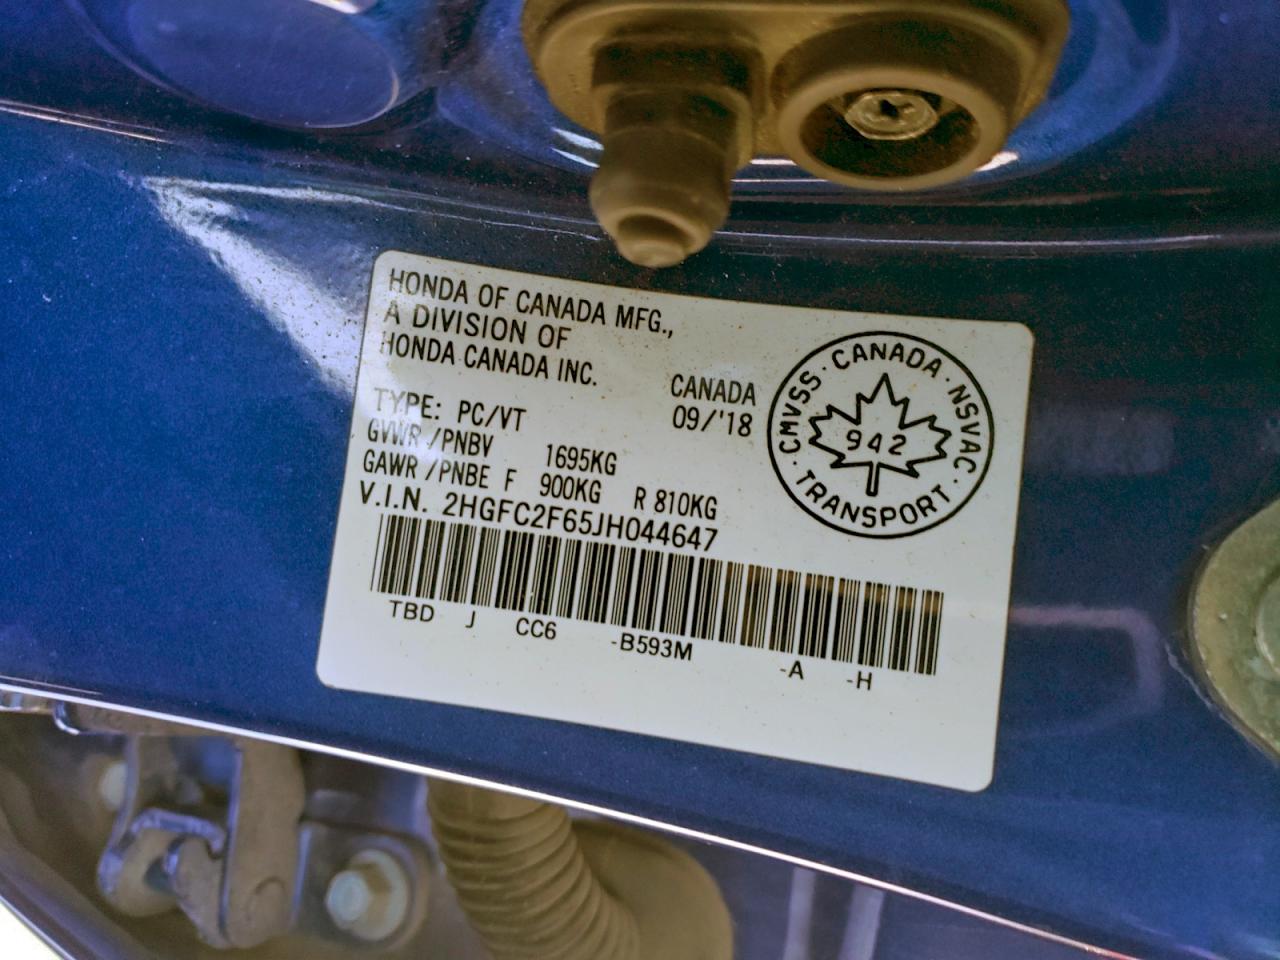 HONDA OF CANADA MFG.,
A DIVISION OF
HONDA CANADA INC.
CANADA
09/'18
TYPE: PC/VT
GVWR/PNBV 1695KG
GAWR/PNBE F 900KG R 810KG
V.I.N. 2HGFC2F65JH044647
TBD J CC6 -B593M -A -H
CMVSS · CANADA · NSVAC · TRANSPORT ·
942